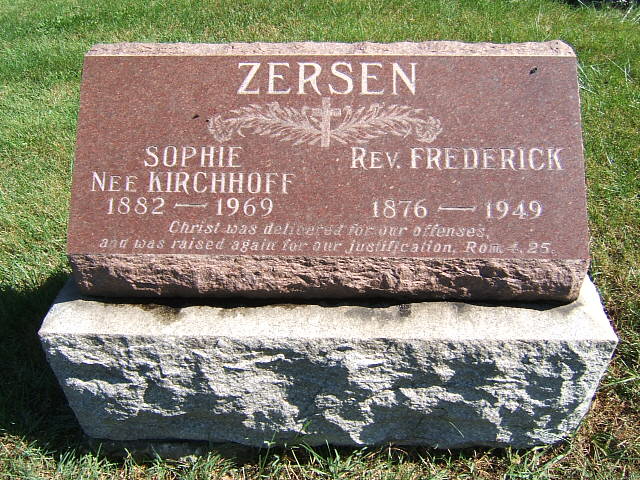 ZERSEN
SOPHIE
NEE KIRCHHOFF
1882 — 1969
REV. FREDERICK
1876 — 1949
Christ was delivered for our offenses,
and was raised again for our justification. Rom. 4. 25